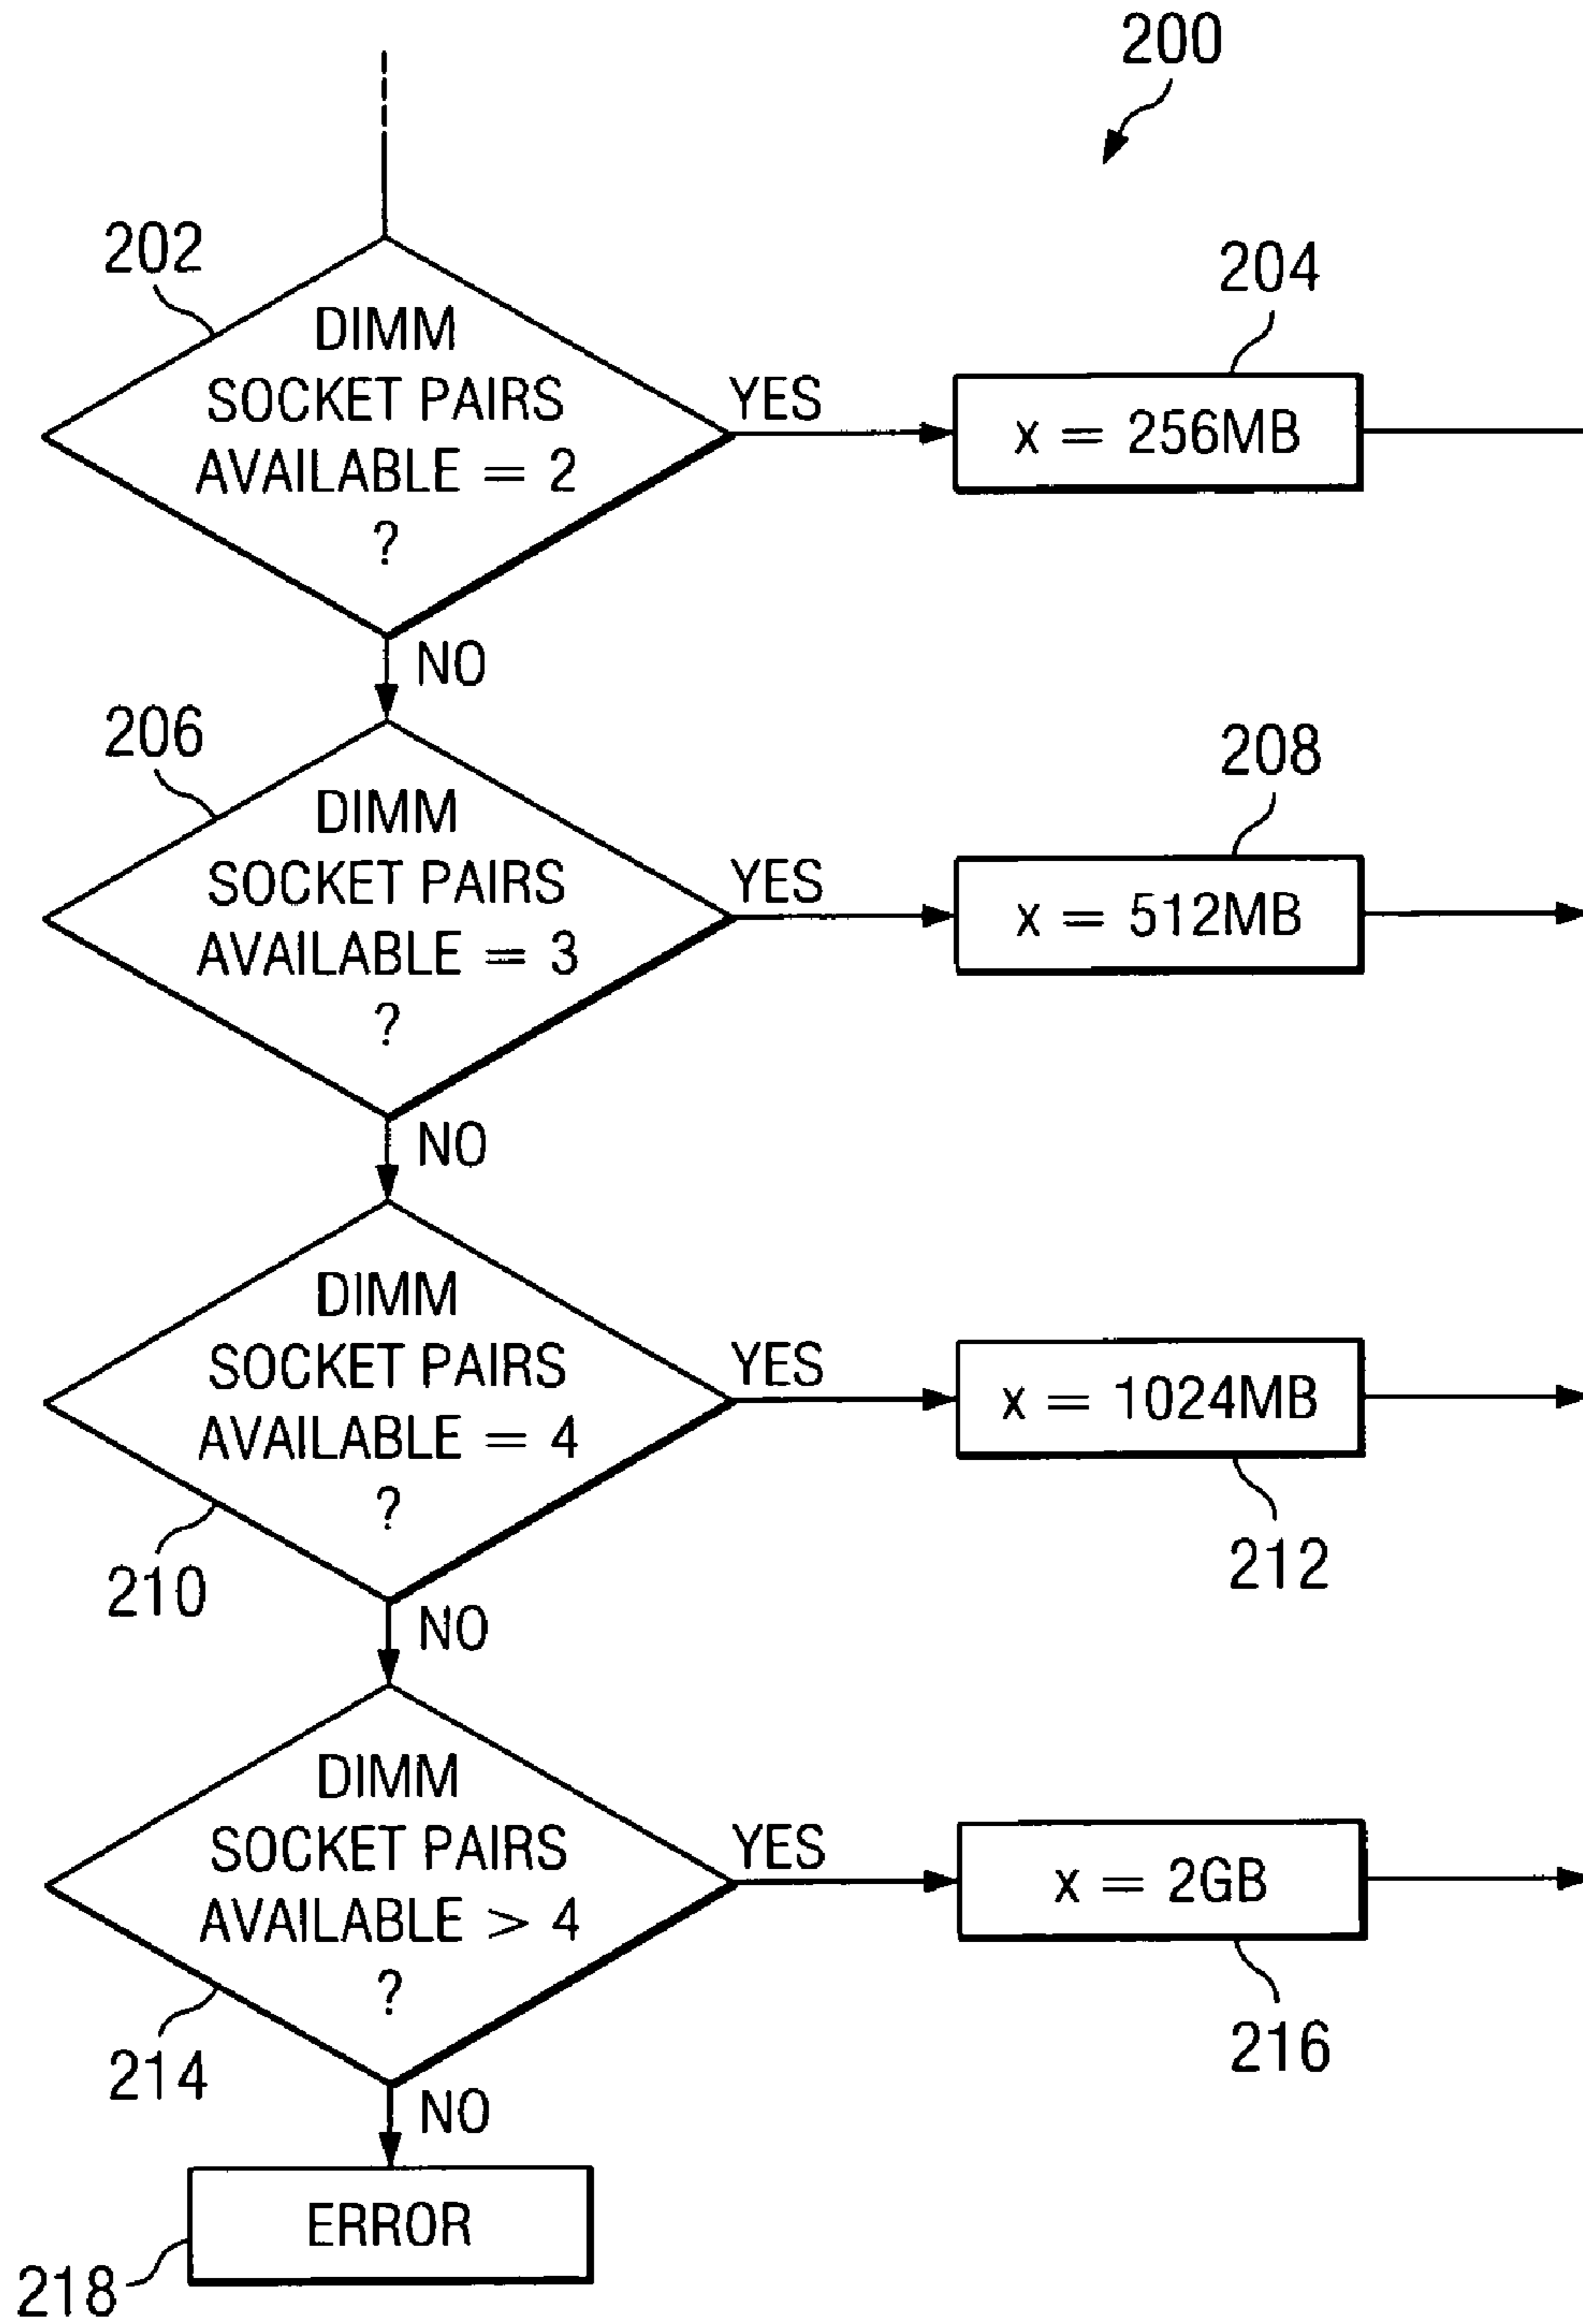 200
202
DIMM
SOCKET PAIRS
AVAILABLE = 2
?
YES
204
x = 256MB
NO
206
DIMM
SOCKET PAIRS
AVAILABLE = 3
?
YES
208
x = 512MB
NO
DIMM
SOCKET PAIRS
AVAILABLE = 4
?
210
YES
x = 1024MB
212
NO
DIMM
SOCKET PAIRS
AVAILABLE > 4
?
214
YES
x = 2GB
216
NO
ERROR
218